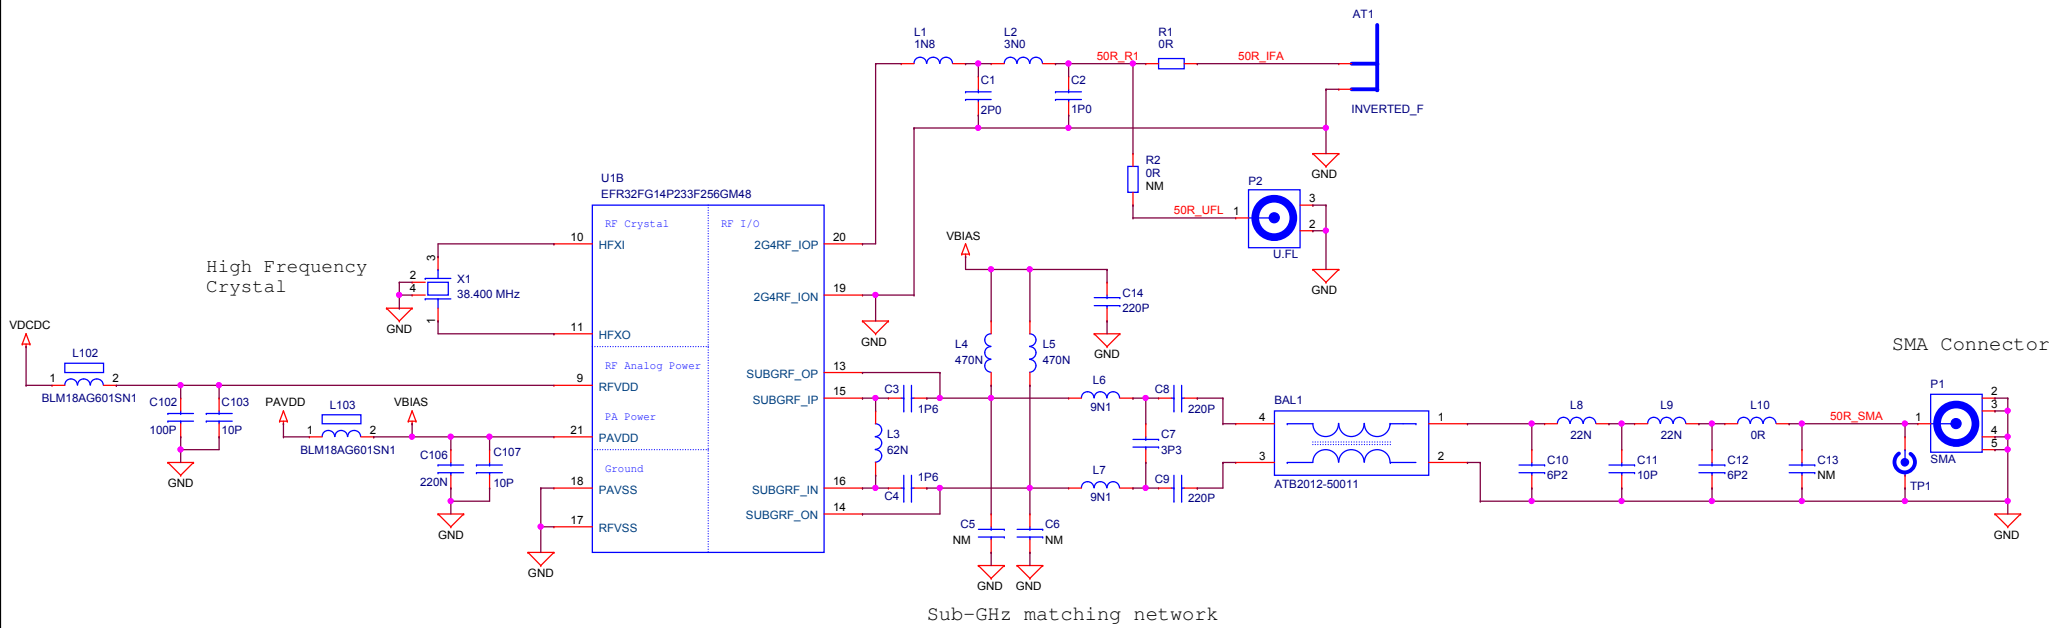 AT1
L1
1N8
L2
3N0
R1
0R
50R_R1
50R_IFA
C1
2P0
C2
1P0
INVERTED_F
R2
0R
NM
GND
P2
50R_UFL
1
3
2
U.FL
GND
U1B
EFR32FG14P233F256GM48
RF Crystal
RF I/O
10
HFXI
2G4RF_IOP
20
High Frequency
Crystal
3
2
4
1
X1
38.400 MHz
GND
2G4RF_ION
19
GND
11
HFXO
VBIAS
C14
220P
GND
L4
470N
L5
470N
VDCDC
L102
1
2
BLM18AG601SN1
C102
100P
C103
10P
GND
RF Analog Power
9
RFVDD
SUBGRF_OP
13
SUBGRF_IP
15
PAVDD
L103
VBIAS
1
2
BLM18AG601SN1
PA Power
21
PAVDD
C106
220N
C107
10P
GND
Ground
18
PAVSS
17
RFVSS
GND
SUBGRF_IN
16
SUBGRF_ON
14
C3
1P6
L3
62N
C4
1P6
L6
9N1
C8
220P
C7
3P3
L7
9N1
C9
220P
C5
NM
C6
NM
GND
GND
BAL1
4
3
1
2
ATB2012-50011
L8
22N
L9
22N
L10
0R
50R_SMA
C10
6P2
C11
10P
C12
6P2
C13
NM
TP1
SMA Connector
P1
1
2
3
4
5
SMA
GND
Sub-GHz matching network